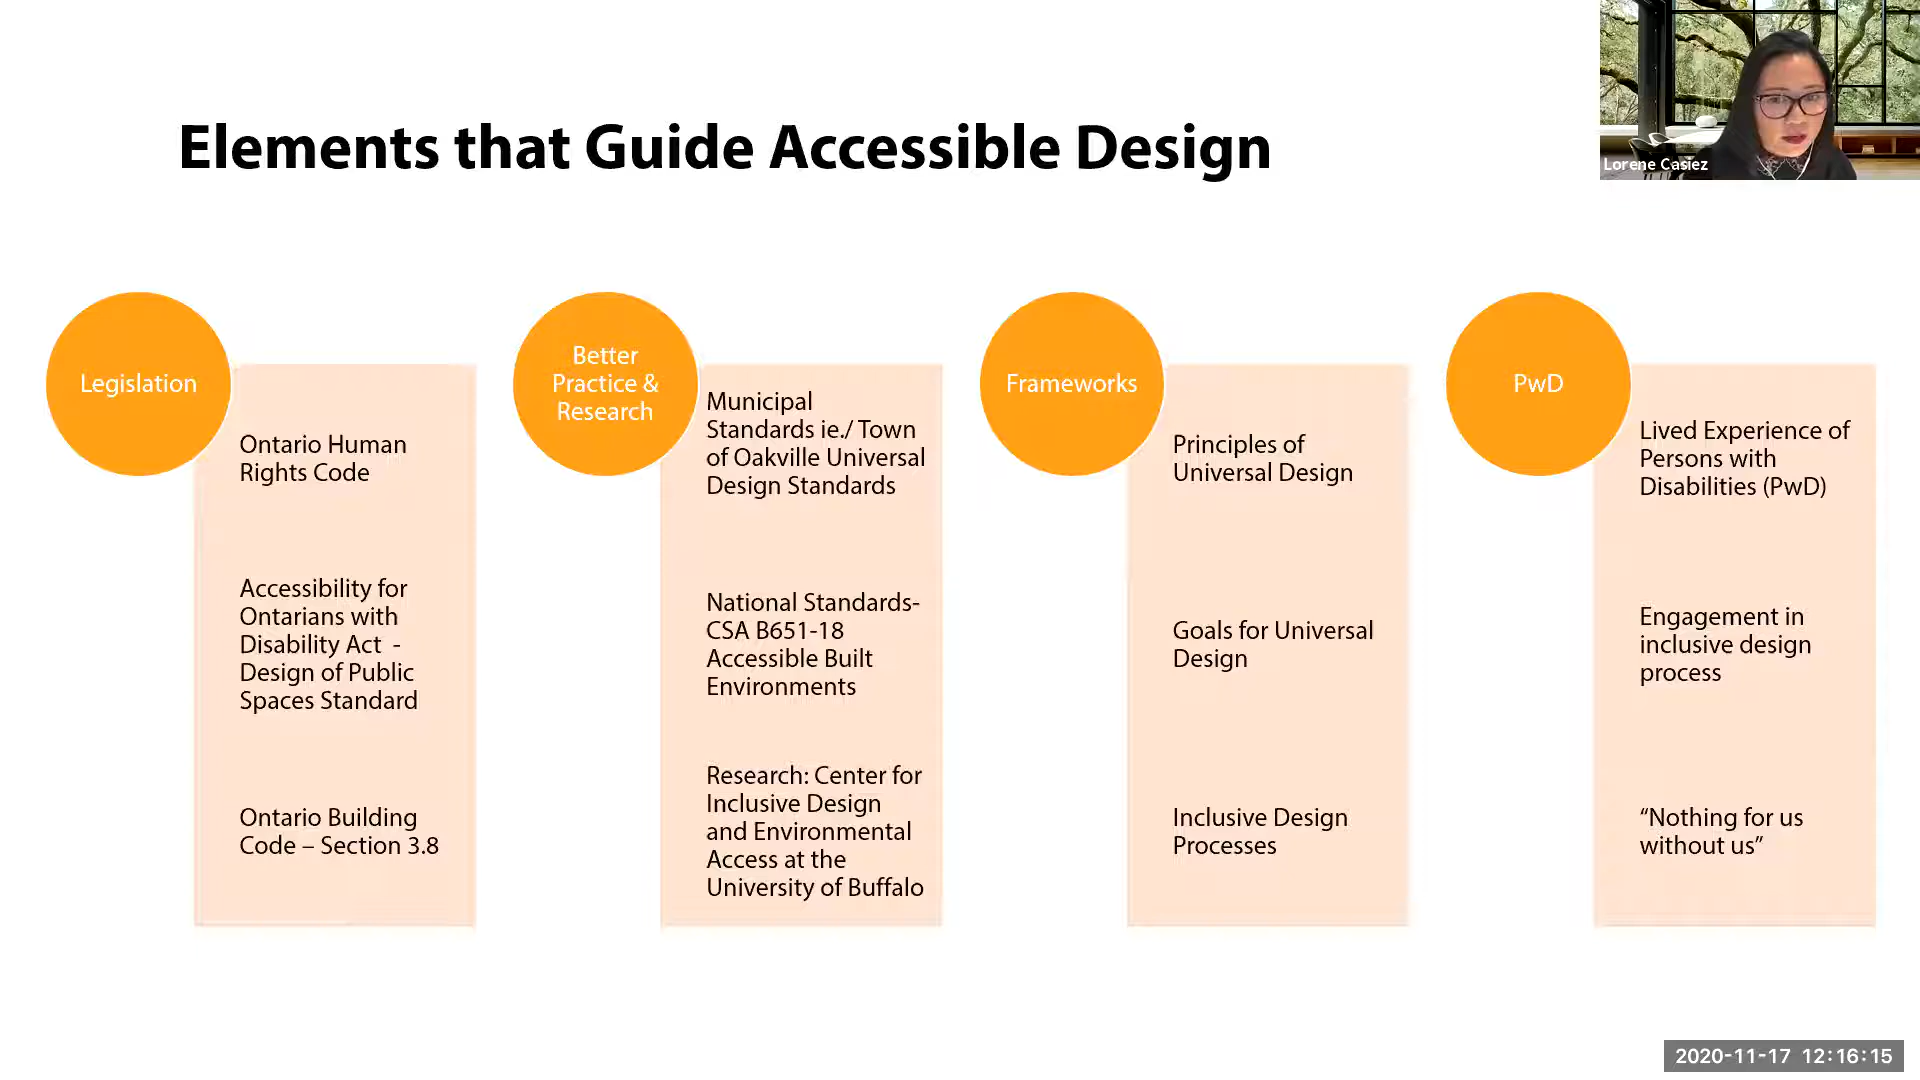 Elements that Guide Accessible Design
Lorene Casiez
Legislation
Ontario Human
Rights Code
Accessibility for
Ontarians with
Disability Act -
Design of Public
Spaces Standard
Ontario Building
Code – Section 3.8
Better
Practice &
Research
Municipal
Standards ie./ Town
of Oakville Universal
Design Standards
National Standards-
CSA B651-18
Accessible Built
Environments
Research: Center for
Inclusive Design
and Environmental
Access at the
University of Buffalo
Frameworks
Principles of
Universal Design
Goals for Universal
Design
Inclusive Design
Processes
PwD
Lived Experience of
Persons with
Disabilities (PwD)
Engagement in
inclusive design
process
“Nothing for us
without us”
2020-11-17 12:16:15